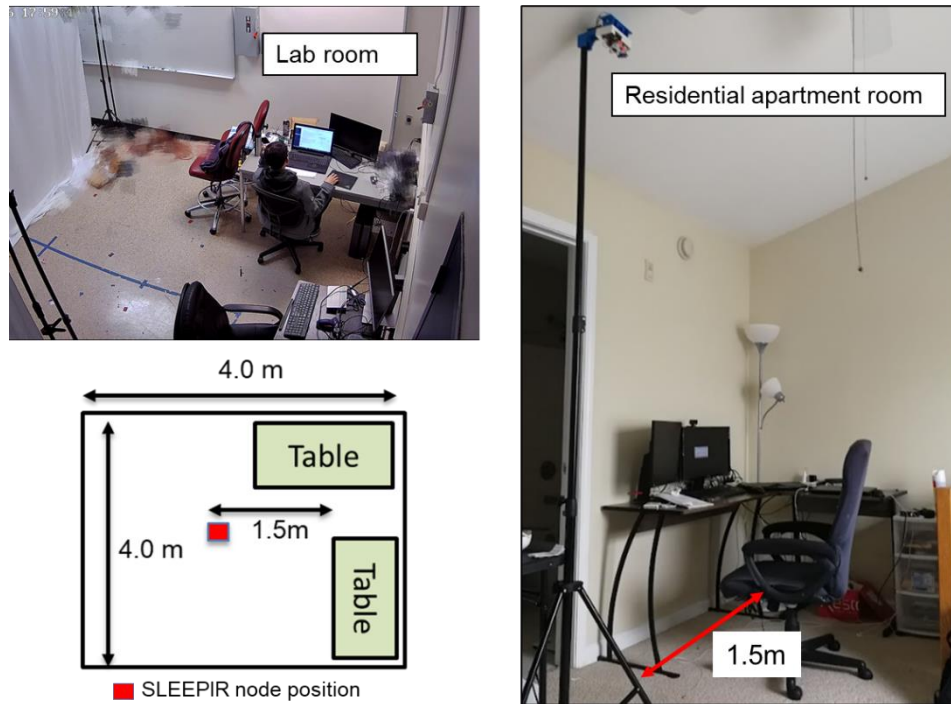 Lab room
4.0 m
Table
1.5m
4.0 m
Table
SLEEPIR node position
Residential apartment room
1.5m